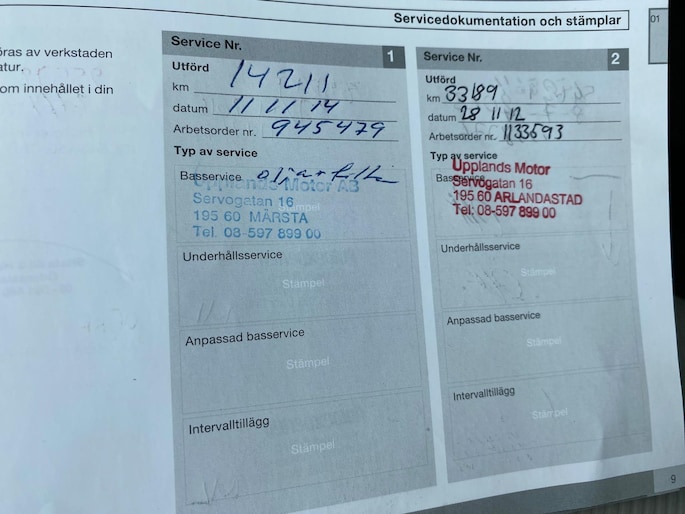 Servicedokumentation och stämplar
01
öras av verkstaden
atur.
om innehållet i din
Service Nr. 1
Utförd
km 14211
datum 11 11 14
Arbetsorder nr. 945479
Typ av service
Basservice olja + filter
Upplands Motor AB
Servogatan 16
195 60 MÄRSTA
Tel. 08-597 899 00
Underhållsservice
Stämpel
Anpassad basservice
Stämpel
Intervalltillägg
Stämpel
Service Nr. 2
Utförd
km 33189
datum 28 11 12
Arbetsorder nr. 1133593
Typ av service
Upplands Motor
Servogatan 16
195 60 ARLANDASTAD
Tel: 08-597 899 00
Underhållsservice
Stämpel
Anpassad basservice
Stämpel
Intervalltillägg
Stämpel
9